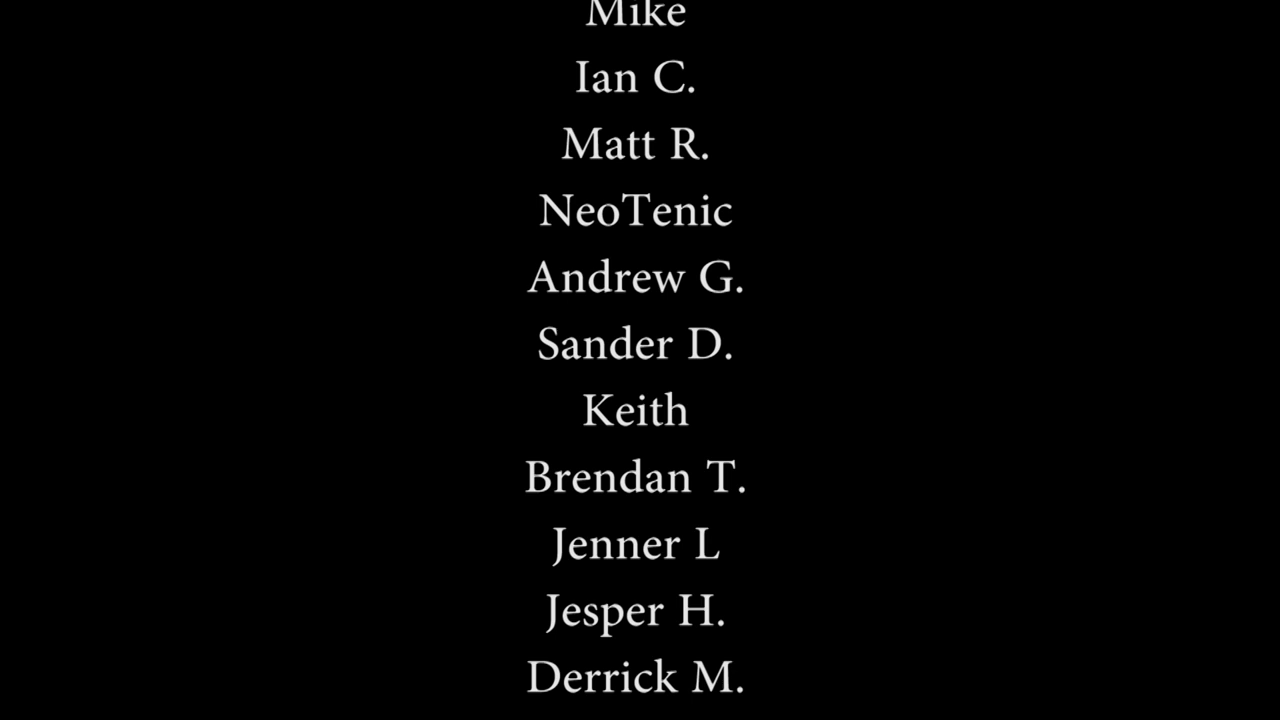 Mike
Ian C.
Matt R.
NeoTenic
Andrew G.
Sander D.
Keith
Brendan T.
Jenner L
Jesper H.
Derrick M.